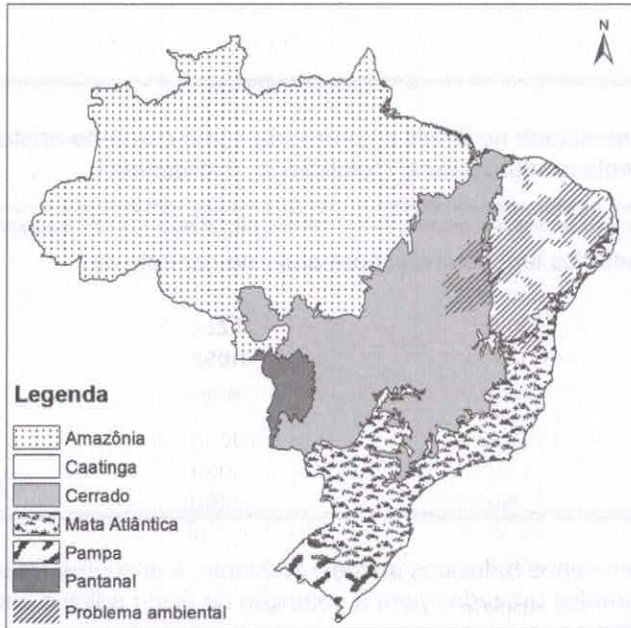 N
Legenda
Amazônia
Caatinga
Cerrado
Mata Atlântica
Pampa
Pantanal
Problema ambiental